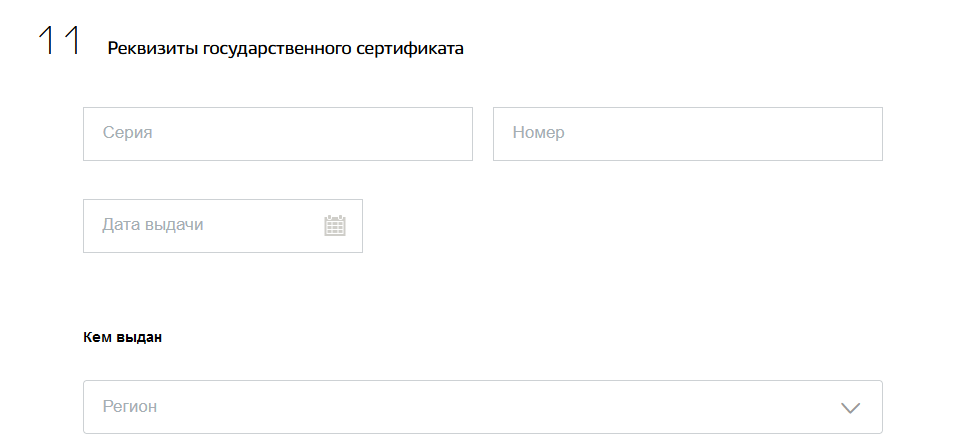 11 Реквизиты государственного сертификата
Серия Номер
Дата выдачи
Кем выдан
Регион